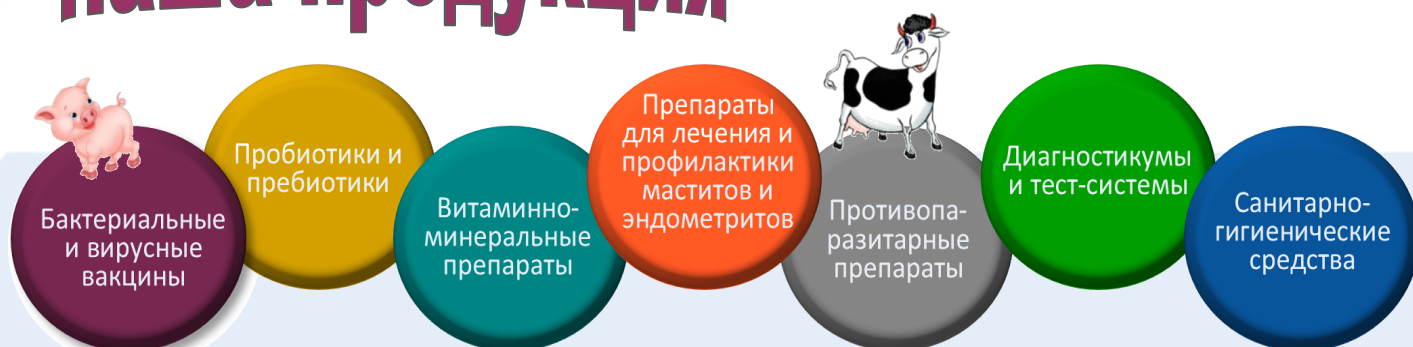 наша продукция
Бактериальные
и вирусные
вакцины
Пробиотики и
пребиотики
Витаминно-
минеральные
препараты
Препараты
для лечения и
профилактики
маститов и
эндометритов
Противопа-
разитарные
препараты
Диагностикумы
и тест-системы
Санитарно-
гигиенические
средства